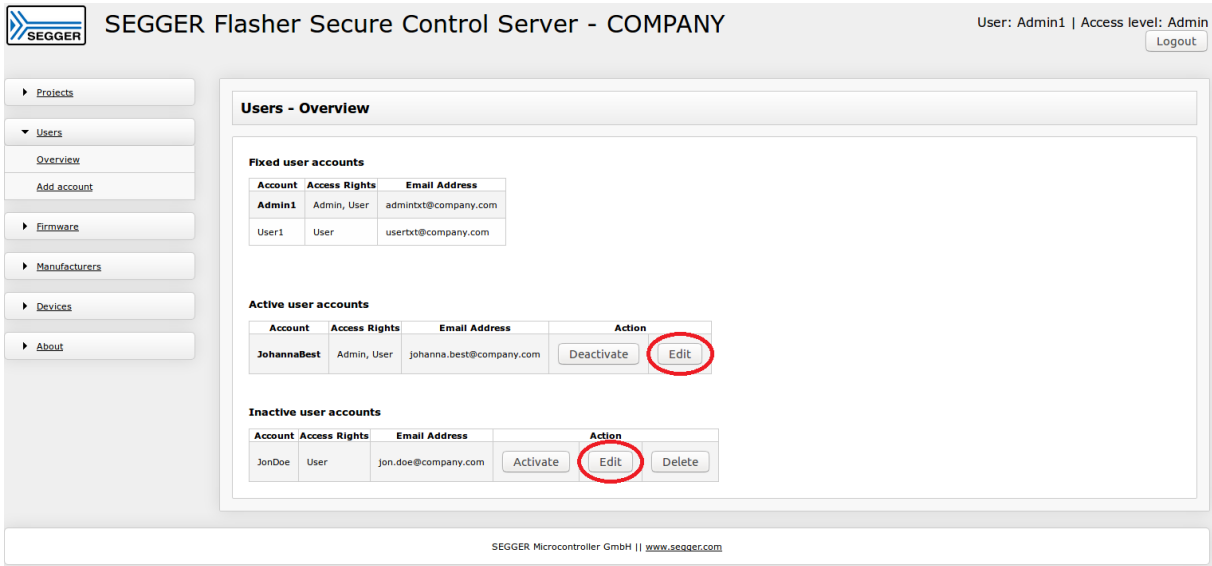 SEGGER
SEGGER Flasher Secure Control Server - COMPANY
User: Admin1 | Access level: Admin
Logout
Projects
Users
Overview
Add account
Firmware
Manufacturers
Devices
About
Users - Overview
Fixed user accounts
Account Access Rights Email Address
Admin1 Admin, User admintxt@company.com
User1 User usertxt@company.com
Active user accounts
Account Access Rights Email Address Action
JohannaBest Admin, User johanna.best@company.com Deactivate Edit
Inactive user accounts
Account Access Rights Email Address Action
JonDoe User jon.doe@company.com Activate Edit Delete
SEGGER Microcontroller GmbH || www.segger.com